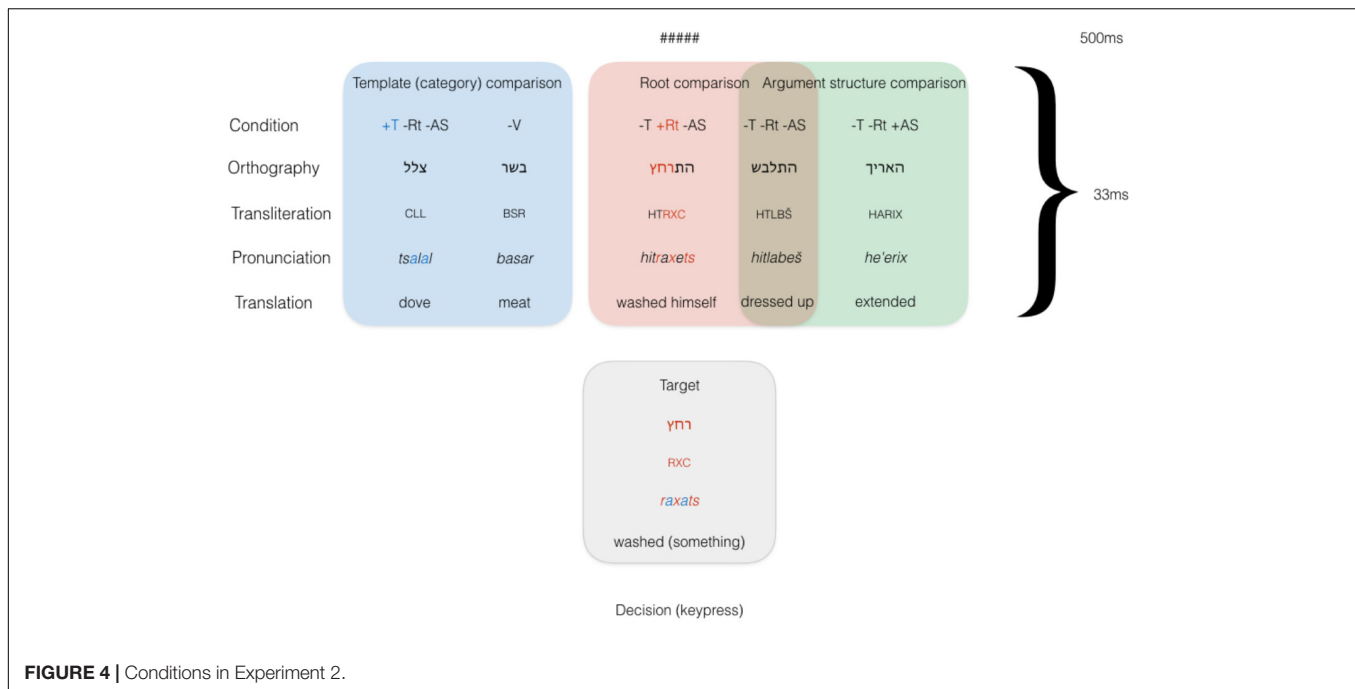 ##### 500ms
Template (category) comparison Root comparison Argument structure comparison
Condition +T -Rt -AS -V -T +Rt -AS -T -Rt -AS -T -Rt +AS
Orthography צלל בשר התרחץ התלבש האריך
Transliteration CLL BSR HTRXC HTLBŠ HARIX
33ms
Pronunciation tsalal basar hitraxets hitlabeš he'erix
Translation dove meat washed himself dressed up extended
Target
רחץ
RXC
raxats
washed (something)
Decision (keypress)
FIGURE 4 | Conditions in Experiment 2.